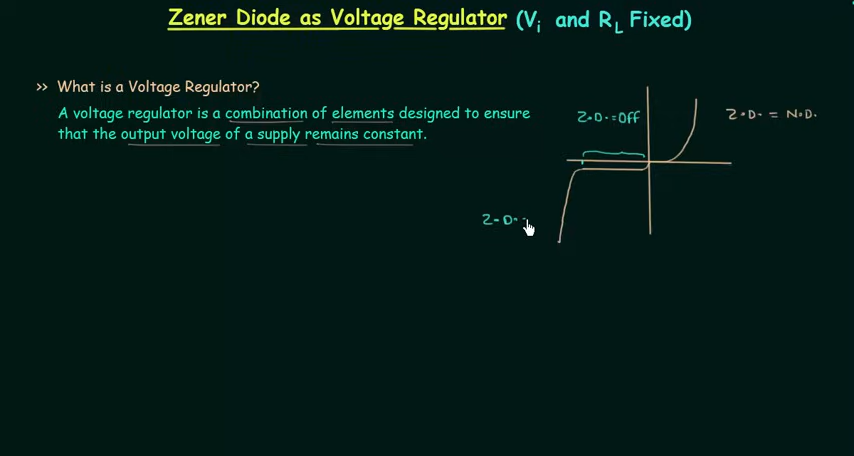 Zener Diode as Voltage Regulator (Vi and RL Fixed)
>> What is a Voltage Regulator?
A voltage regulator is a combination of elements designed to ensure
that the output voltage of a supply remains constant.
Z.D. = Off
Z.D. = N.D.
Z.D.